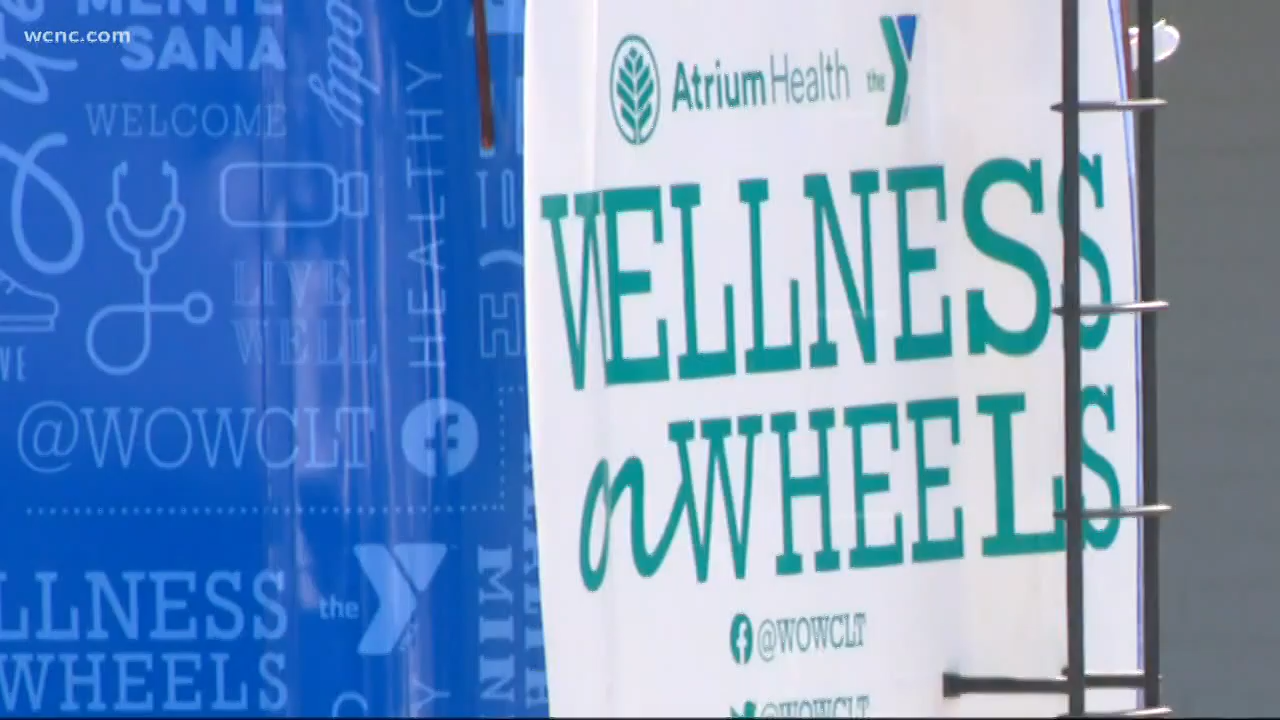 wcnc.com
MENTE
SANA
WELCOME
HEALTHY
LIVE
WELL
@WOWCLT
the Y
WHEELS
Atrium Health the Y
WELLNESS
on WHEELS
@WOWCLT
@WOWCLT